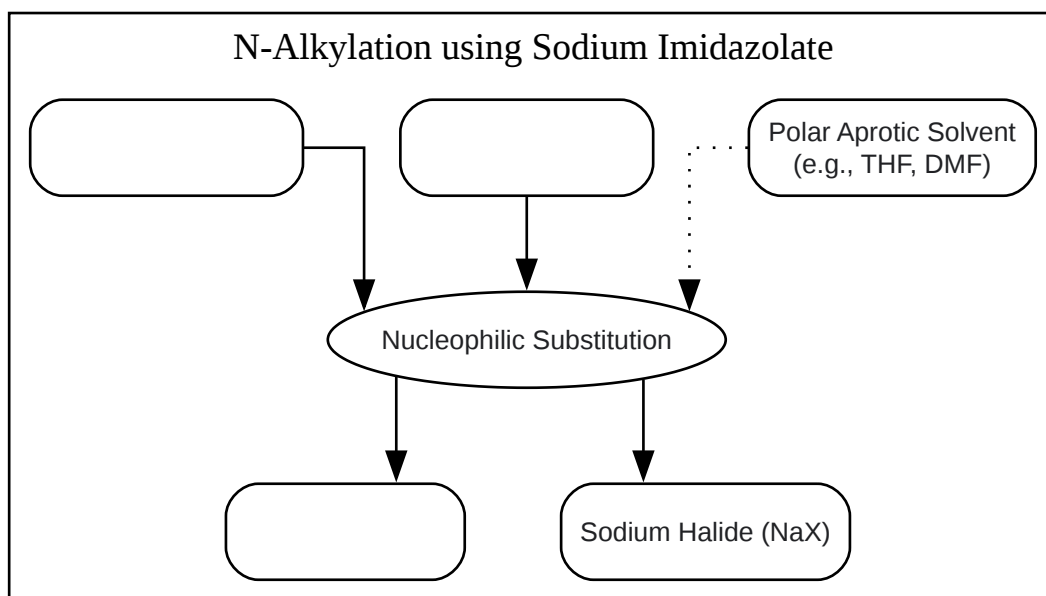 N-Alkylation using Sodium Imidazolate
Polar Aprotic Solvent
(e.g., THF, DMF)
Nucleophilic Substitution
Sodium Halide (NaX)